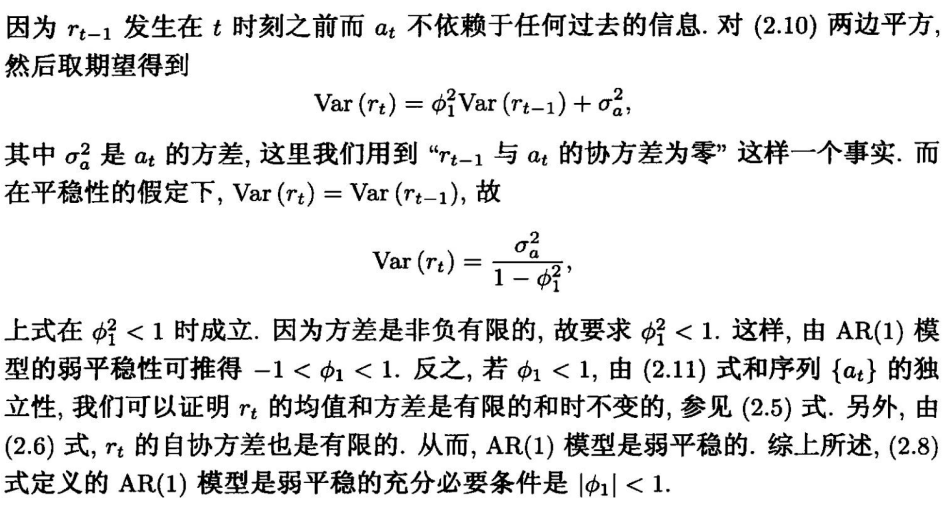 因为 $r_{t-1}$ 发生在 $t$ 时刻之前而 $a_t$ 不依赖于任何过去的信息. 对 (2.10) 两边平方,
然后取期望得到
$$\text{Var}(r_t) = \phi_1^2 \text{Var}(r_{t-1}) + \sigma_a^2,$$
其中 $\sigma_a^2$ 是 $a_t$ 的方差, 这里我们用到 “$r_{t-1}$ 与 $a_t$ 的协方差为零” 这样一个事实. 而
在平稳性的假定下, $\text{Var}(r_t) = \text{Var}(r_{t-1})$, 故
$$\text{Var}(r_t) = \frac{\sigma_a^2}{1 - \phi_1^2},$$
上式在 $\phi_1^2 < 1$ 时成立. 因为方差是非负有限的, 故要求 $\phi_1^2 < 1$. 这样, 由 AR(1) 模
型的弱平稳性可推得 $-1 < \phi_1 < 1$. 反之, 若 $\phi_1 < 1$, 由 (2.11) 式和序列 $\{a_t\}$ 的独
立性, 我们可以证明 $r_t$ 的均值和方差是有限的和时不变的, 参见 (2.5) 式. 另外, 由
(2.6) 式, $r_t$ 的自协方差也是有限的. 从而, AR(1) 模型是弱平稳的. 综上所述, (2.8)
式定义的 AR(1) 模型是弱平稳的充分必要条件是 $|\phi_1| < 1$.